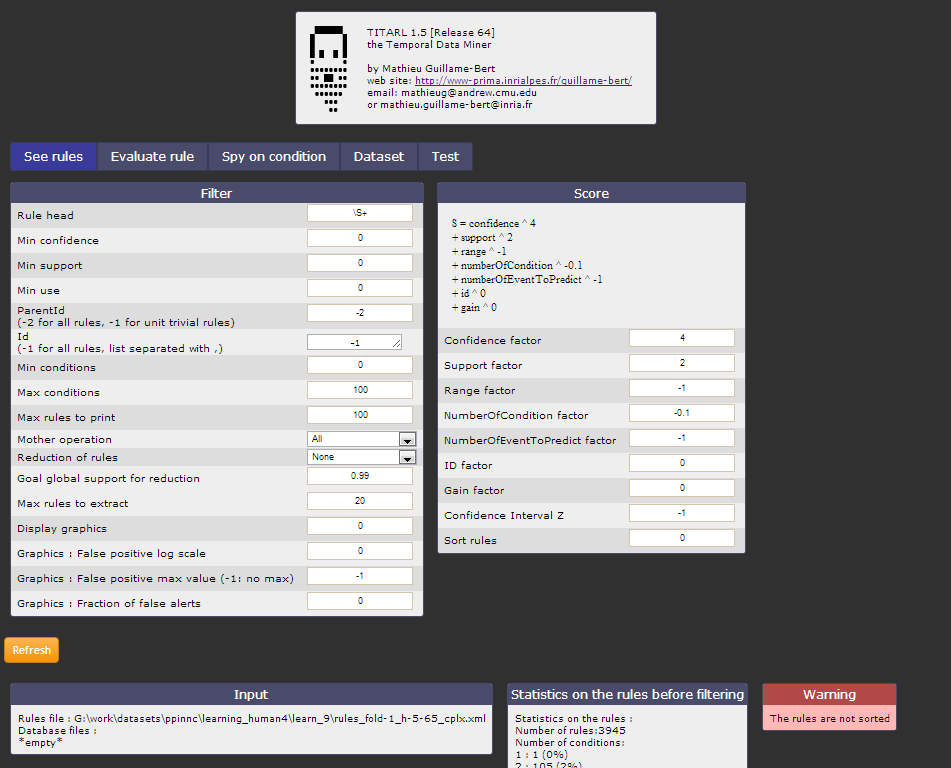 TITARL 1.5 [Release 64]
the Temporal Data Miner
by Mathieu Guillame-Bert
web site: http://www-prima.inrialpes.fr/guillame-bert/
email: mathieug@andrew.cmu.edu
or mathieu.guillame-bert@inria.fr
See rules Evaluate rule Spy on condition Dataset Test
Filter
Rule head \S+
Min confidence 0
Min support 0
Min use 0
ParentId
(-2 for all rules, -1 for unit trivial rules) -2
Id
(-1 for all rules, list separated with ,) -1
Min conditions 0
Max conditions 100
Max rules to print 100
Mother operation All
Reduction of rules None
Goal global support for reduction 0.99
Max rules to extract 20
Display graphics 0
Graphics : False positive log scale 0
Graphics : False positive max value (-1: no max) -1
Graphics : Fraction of false alerts 0
Score
S = confidence ^ 4
+ support ^ 2
+ range ^ -1
+ numberOfCondition ^ -0.1
+ numberOfEventToPredict ^ -1
+ id ^ 0
+ gain ^ 0
Confidence factor 4
Support factor 2
Range factor -1
NumberOfCondition factor -0.1
NumberOfEventToPredict factor -1
ID factor 0
Gain factor 0
Confidence Interval Z -1
Sort rules 0
Refresh
Input
Rules file : G:\work\datasets\ppinnc\learning_human4\learn_9\rules_fold-1_h-5-65_cplx.xml
Database files :
*empty*
Statistics on the rules before filtering
Statistics on the rules :
Number of rules:3945
Number of conditions:
1 : 1 (0%)
2 : 105 (2%)
Warning
The rules are not sorted